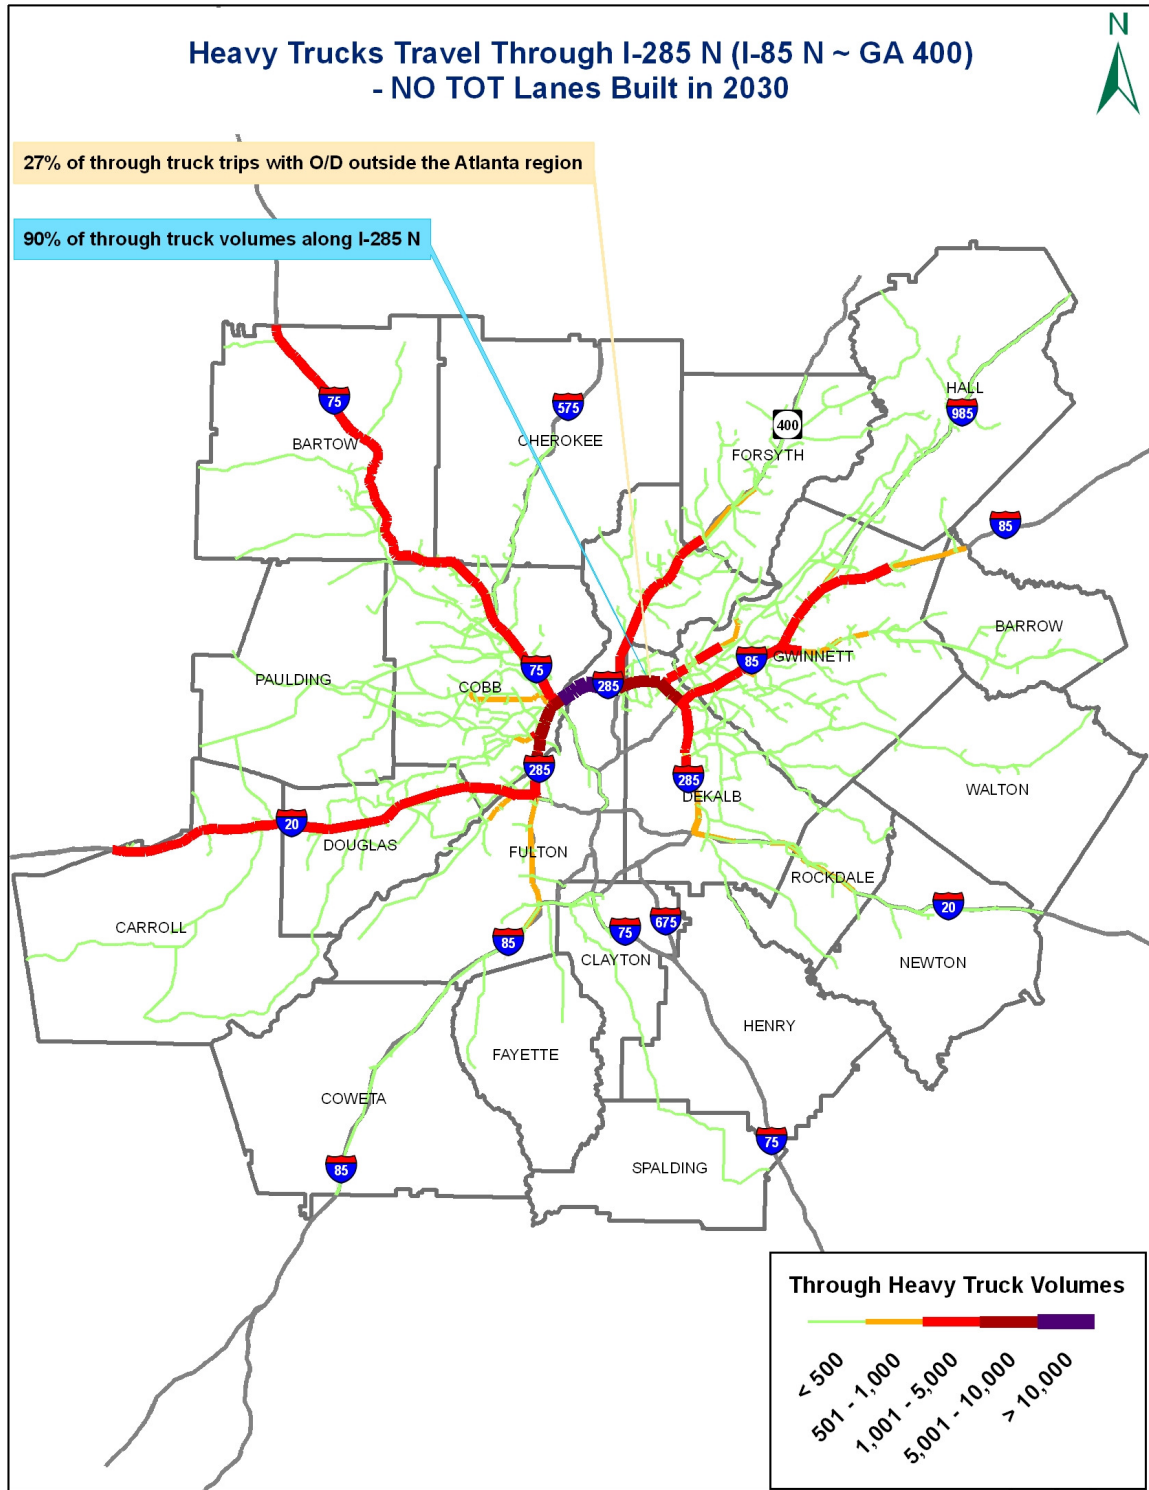 N
Heavy Trucks Travel Through I-285 N (I-85 N ~ GA 400)
- NO TOT Lanes Built in 2030
27% of through truck trips with O/D outside the Atlanta region
90% of through truck volumes along I-285 N
75
BARTOW
575
CHEROKEE
400
FORSYTH
HALL
985
85
BARROW
PAULDING
COBB
75
285
85
GWINNETT
285
285
DEKALB
WALTON
20
DOUGLAS
FULTON
ROCKDALE
CARROLL
85
75
675
CLAYTON
20
NEWTON
HENRY
FAYETTE
COWETA
85
SPALDING
75
Through Heavy Truck Volumes
< 500
501 - 1,000
1,001 - 5,000
5,001 - 10,000
> 10,000